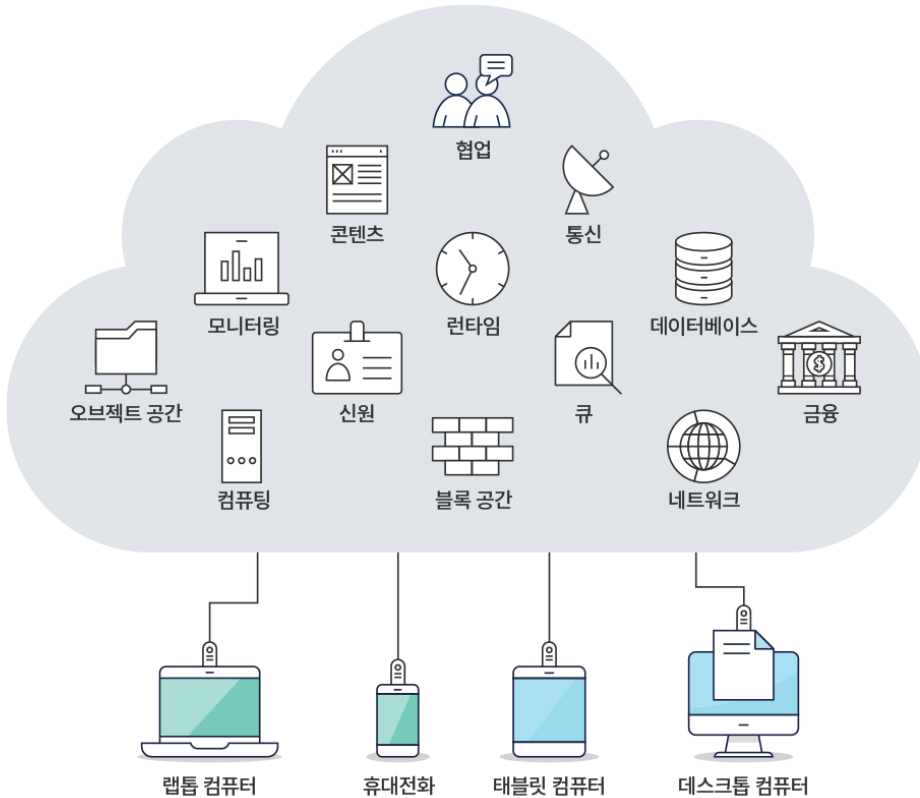 협업
콘텐츠
통신
모니터링
런타임
데이터베이스
오브젝트 공간
신원
큐
금융
컴퓨팅
블록 공간
네트워크
랩톱 컴퓨터
휴대전화
태블릿 컴퓨터
데스크톱 컴퓨터